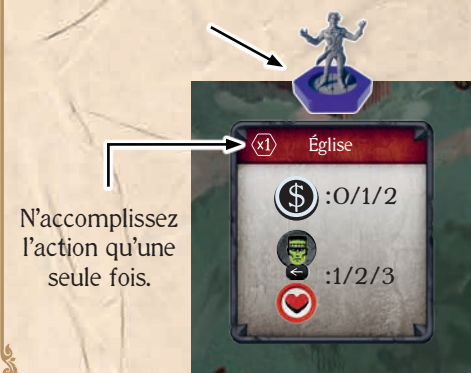 x1 Église
$ :0/1/2
:1/2/3
N'accomplissez
l'action qu'une
seule fois.